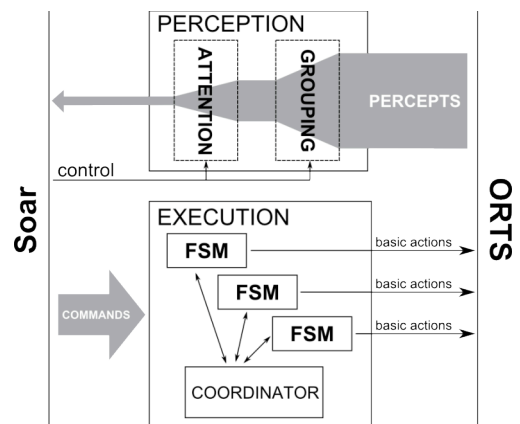 PERCEPTION
ATTENTION
GROUPING
PERCEPTS
control
Soar
ORTS
EXECUTION
FSM
basic actions
FSM
basic actions
FSM
basic actions
COMMANDS
COORDINATOR